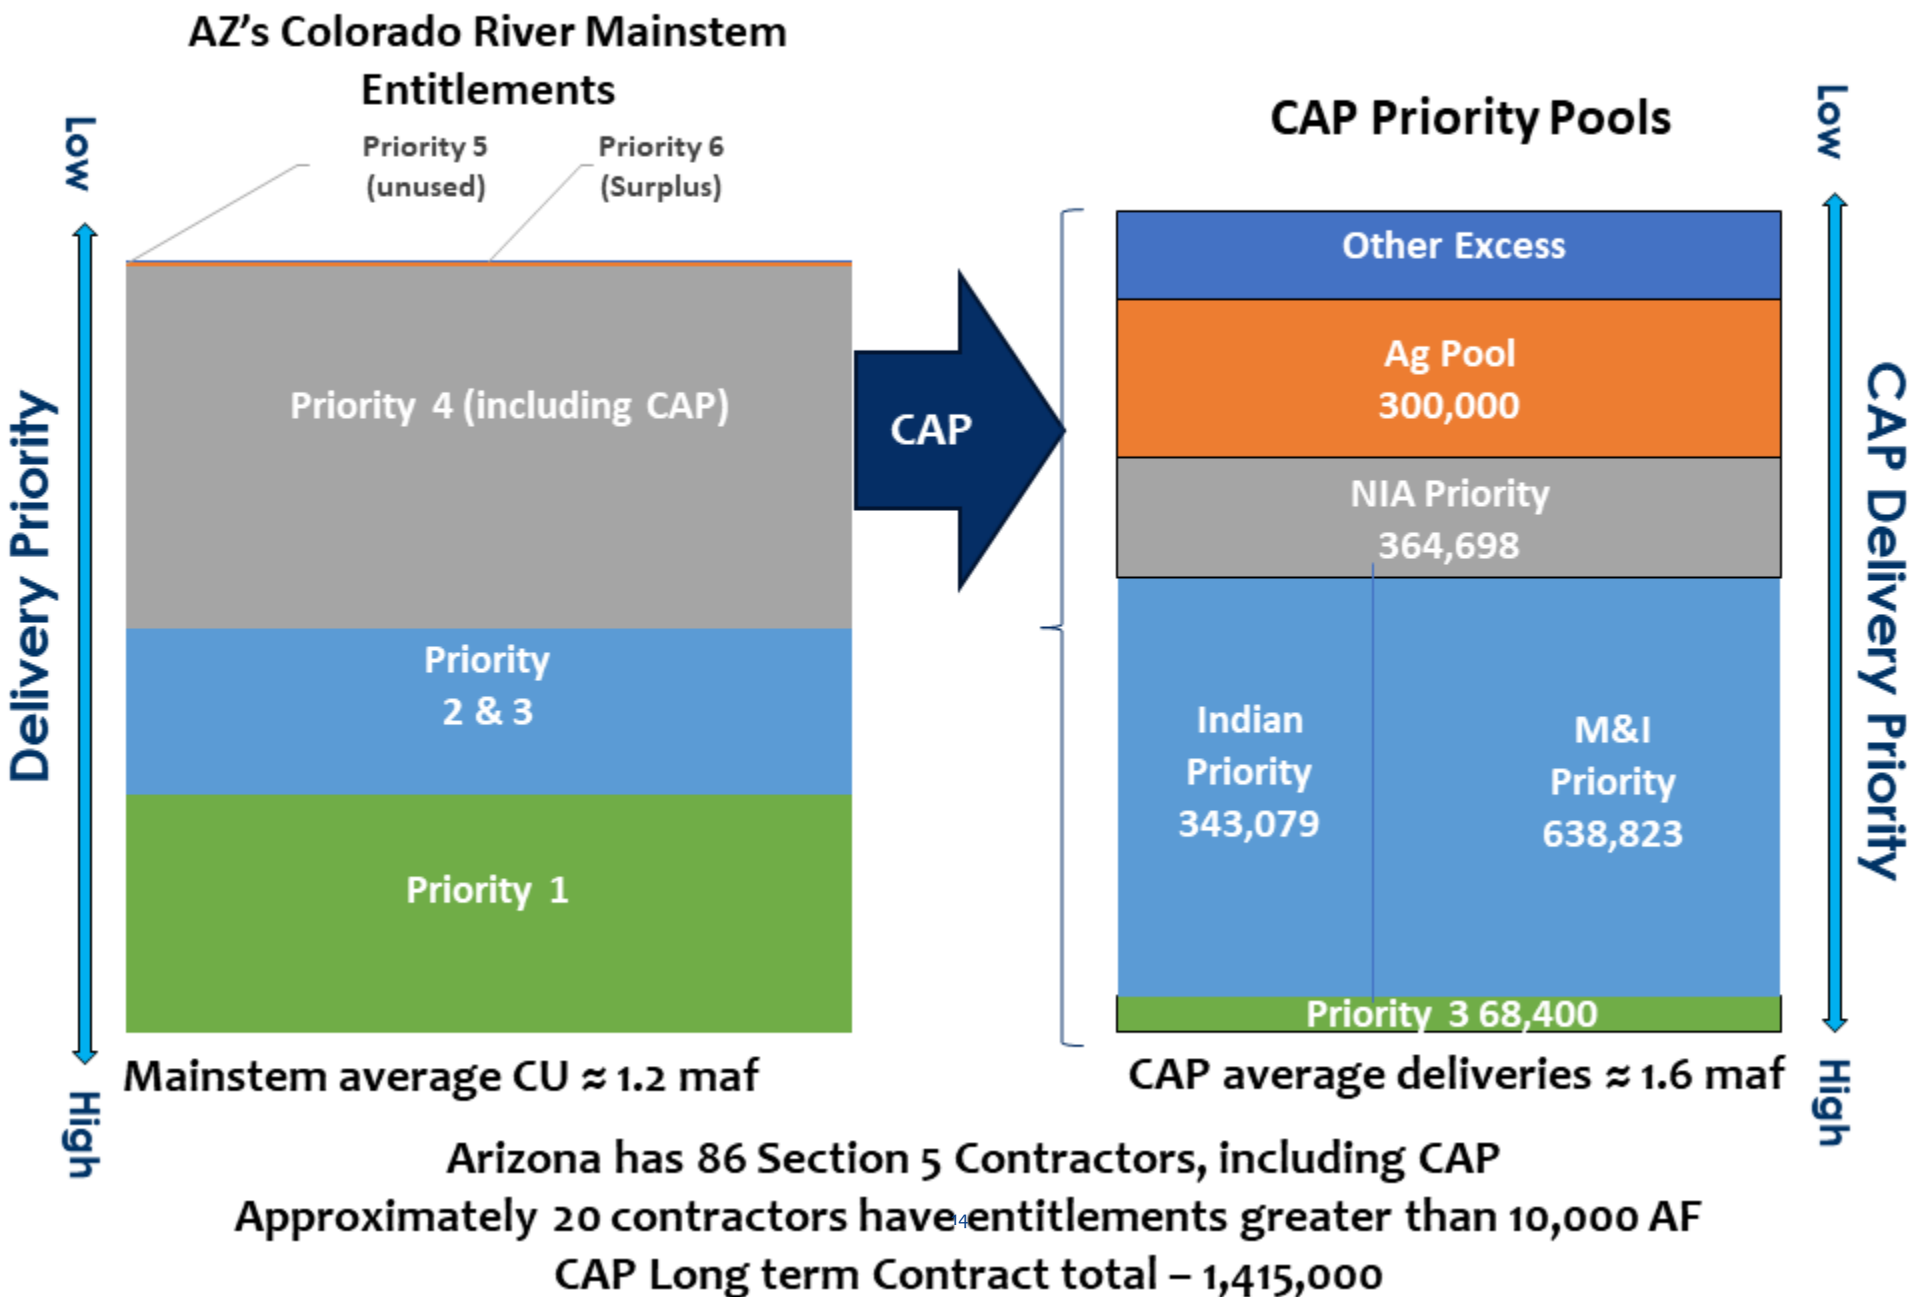 AZ’s Colorado River Mainstem
Entitlements
Low
Priority 5
(unused)
Priority 6
(Surplus)
Delivery Priority
Priority 4 (including CAP)
Priority
2 & 3
Priority 1
High
Mainstem average CU ≈ 1.2 maf
CAP
CAP Priority Pools
Low
Other Excess
Ag Pool
300,000
NIA Priority
364,698
Indian
Priority
343,079
M&I
Priority
638,823
Priority 3 68,400
CAP Delivery Priority
High
CAP average deliveries ≈ 1.6 maf
Arizona has 86 Section 5 Contractors, including CAP
Approximately 20 contractors have entitlements greater than 10,000 AF
14
CAP Long term Contract total – 1,415,000